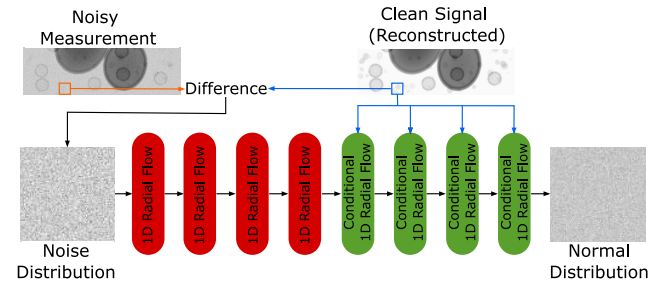 Noisy
Measurement
Clean Signal
(Reconstructed)
Difference
1D Radial Flow
1D Radial Flow
1D Radial Flow
1D Radial Flow
Conditional
1D Radial Flow
Conditional
1D Radial Flow
Conditional
1D Radial Flow
Conditional
1D Radial Flow
Noise
Distribution
Normal
Distribution